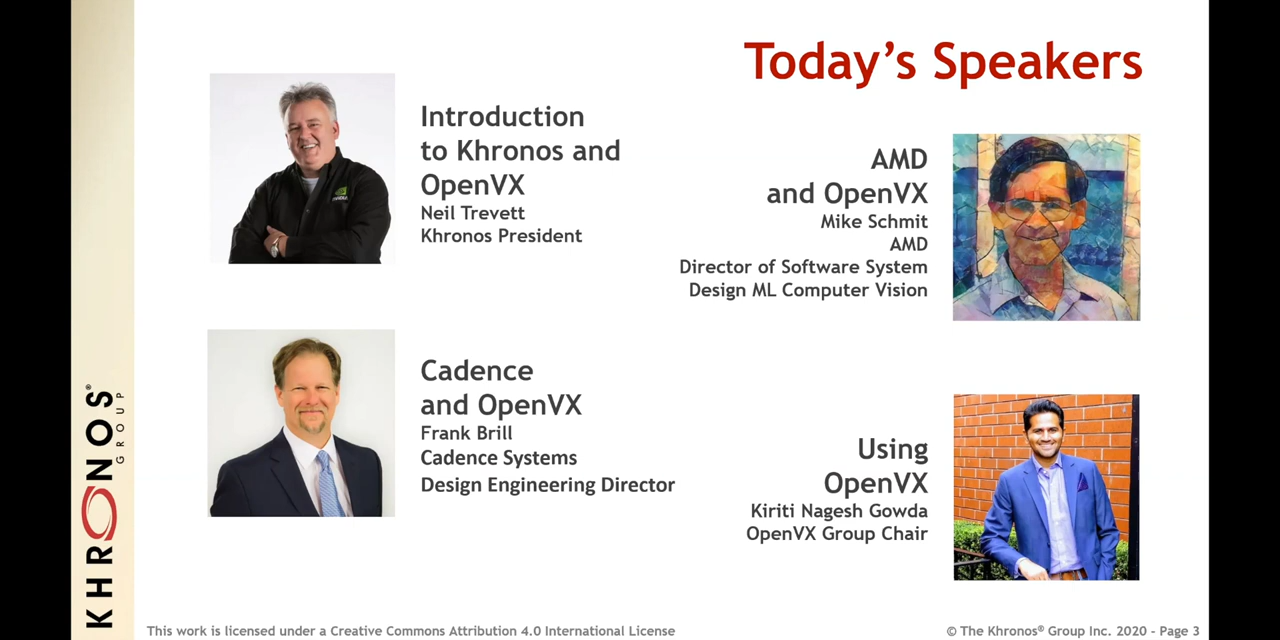 Today's Speakers
Introduction
to Khronos and
OpenVX
Neil Trevett
Khronos President
AMD
and OpenVX
Mike Schmit
AMD
Director of Software System
Design ML Computer Vision
Cadence
and OpenVX
Frank Brill
Cadence Systems
Design Engineering Director
Using
OpenVX
Kiriti Nagesh Gowda
OpenVX Group Chair
KHRONOS®
GROUP
This work is licensed under a Creative Commons Attribution 4.0 International License
© The Khronos® Group Inc. 2020 - Page 3